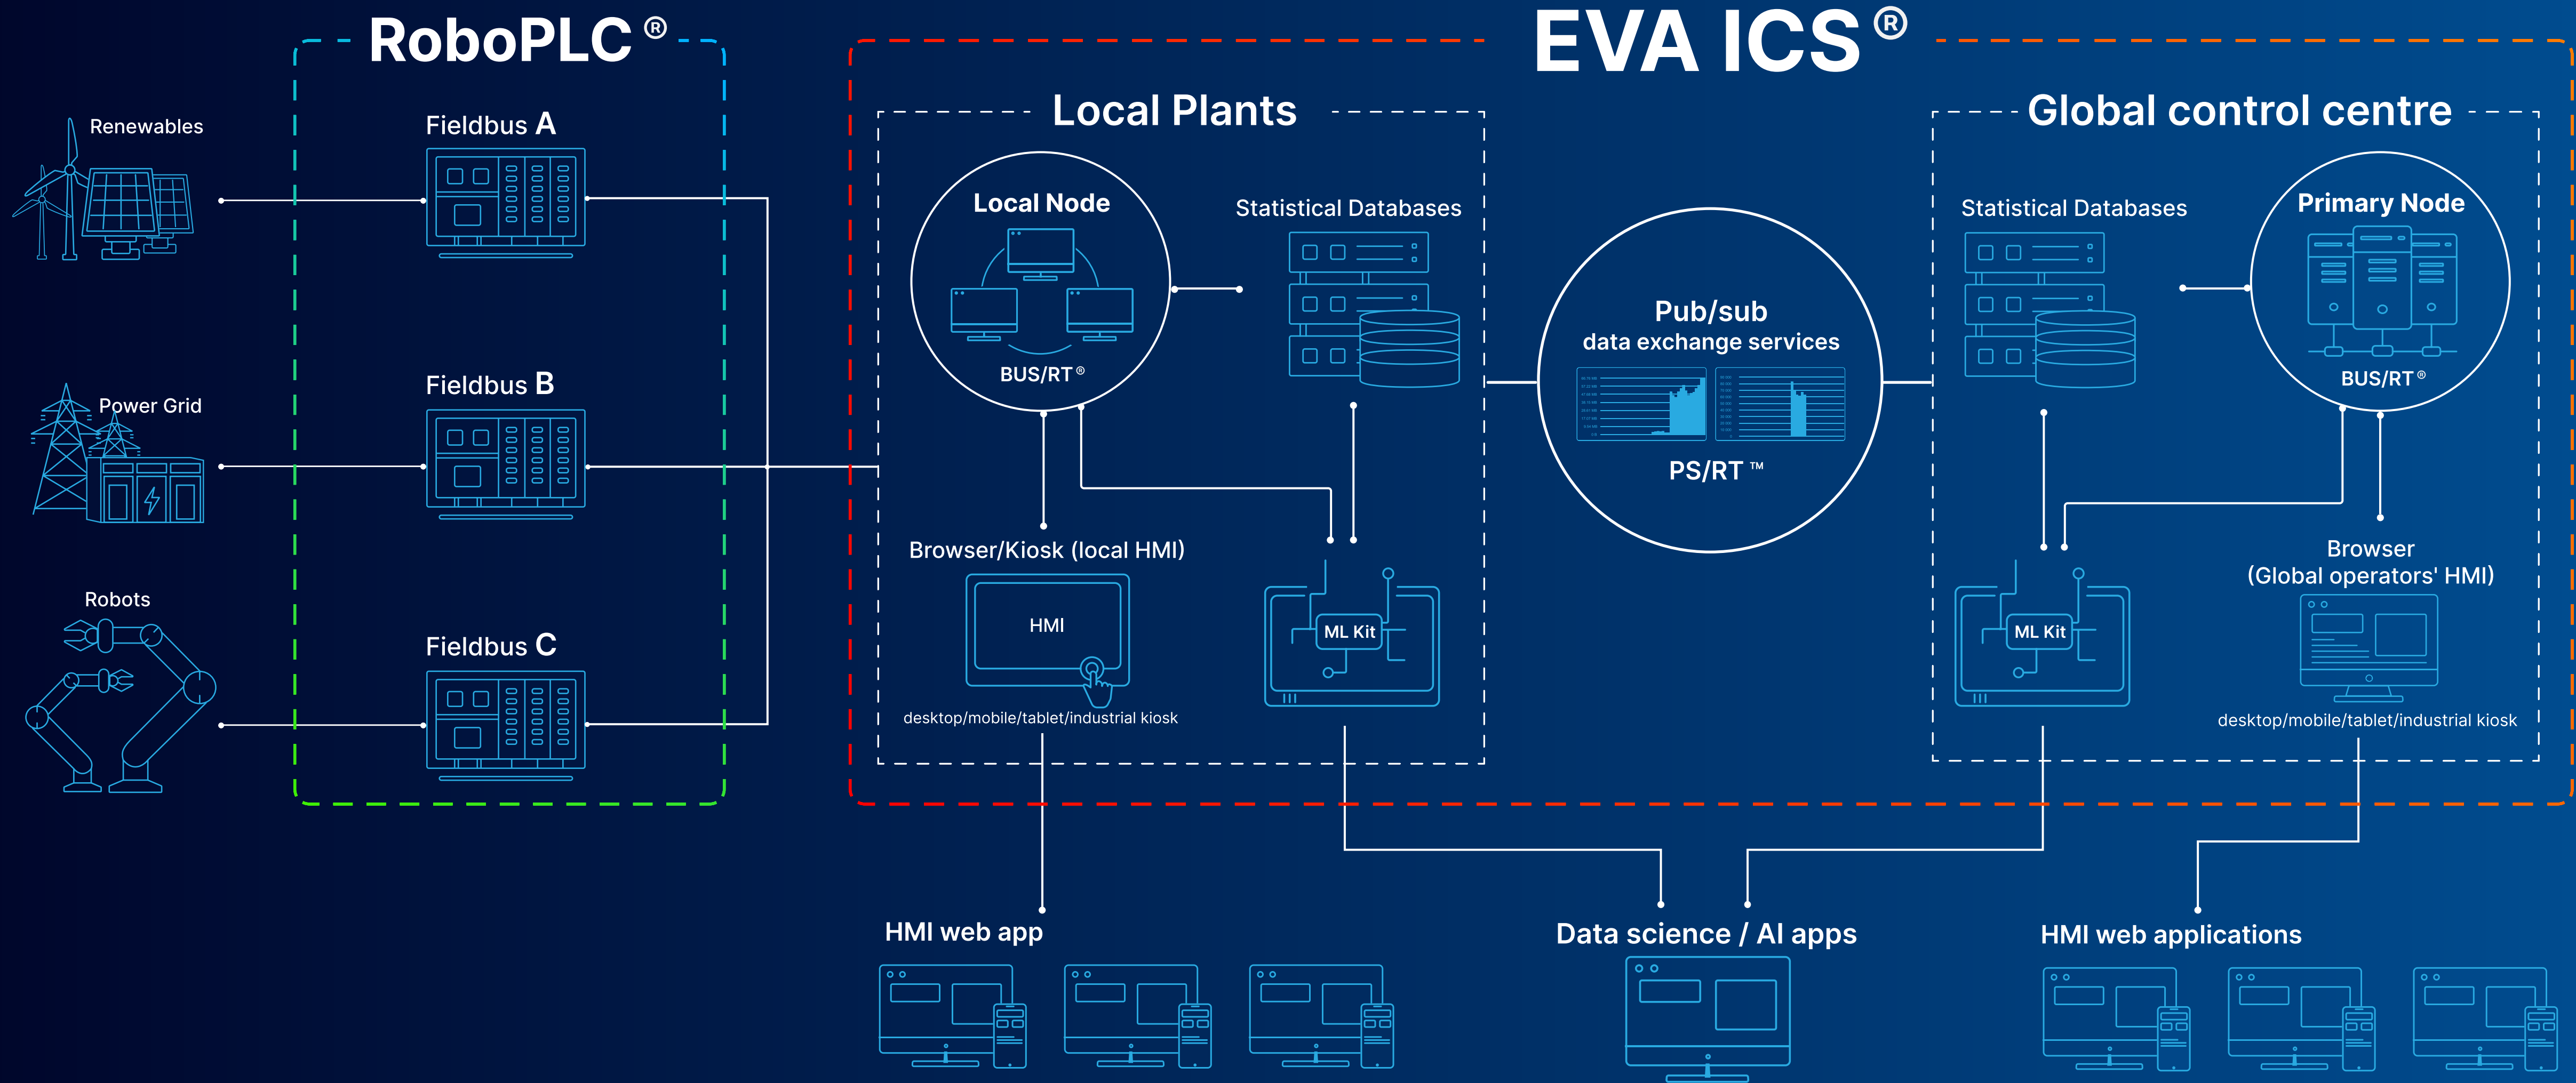 RoboPLC ®
EVA ICS ®
Renewables
Fieldbus A
Power Grid
Fieldbus B
Robots
Fieldbus C
Local Plants
Local Node
BUS/RT ®
Statistical Databases
Browser/Kiosk (local HMI)
HMI
desktop/mobile/tablet/industrial kiosk
ML Kit
Pub/sub
data exchange services
PS/RT ™
Global control centre
Statistical Databases
Primary Node
BUS/RT ®
ML Kit
Browser
(Global operators' HMI)
desktop/mobile/tablet/industrial kiosk
HMI web app
Data science / AI apps
HMI web applications